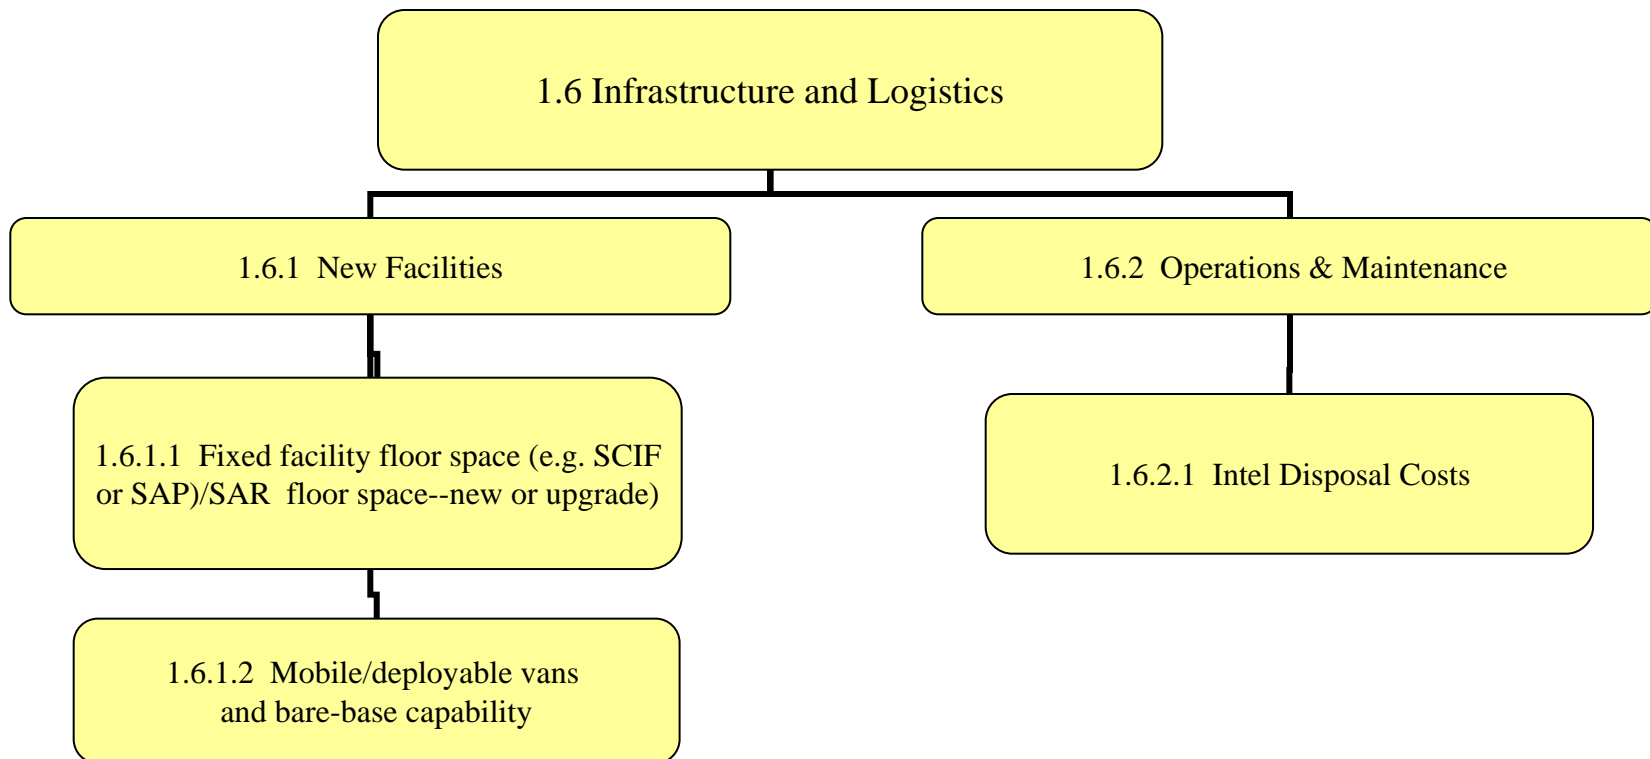 1.6 Infrastructure and Logistics
1.6.1  New Facilities
1.6.2  Operations & Maintenance
1.6.1.1  Fixed facility floor space (e.g. SCIF
or SAP)/SAR  floor space--new or upgrade)
1.6.2.1  Intel Disposal Costs
1.6.1.2  Mobile/deployable vans
and bare-base capability